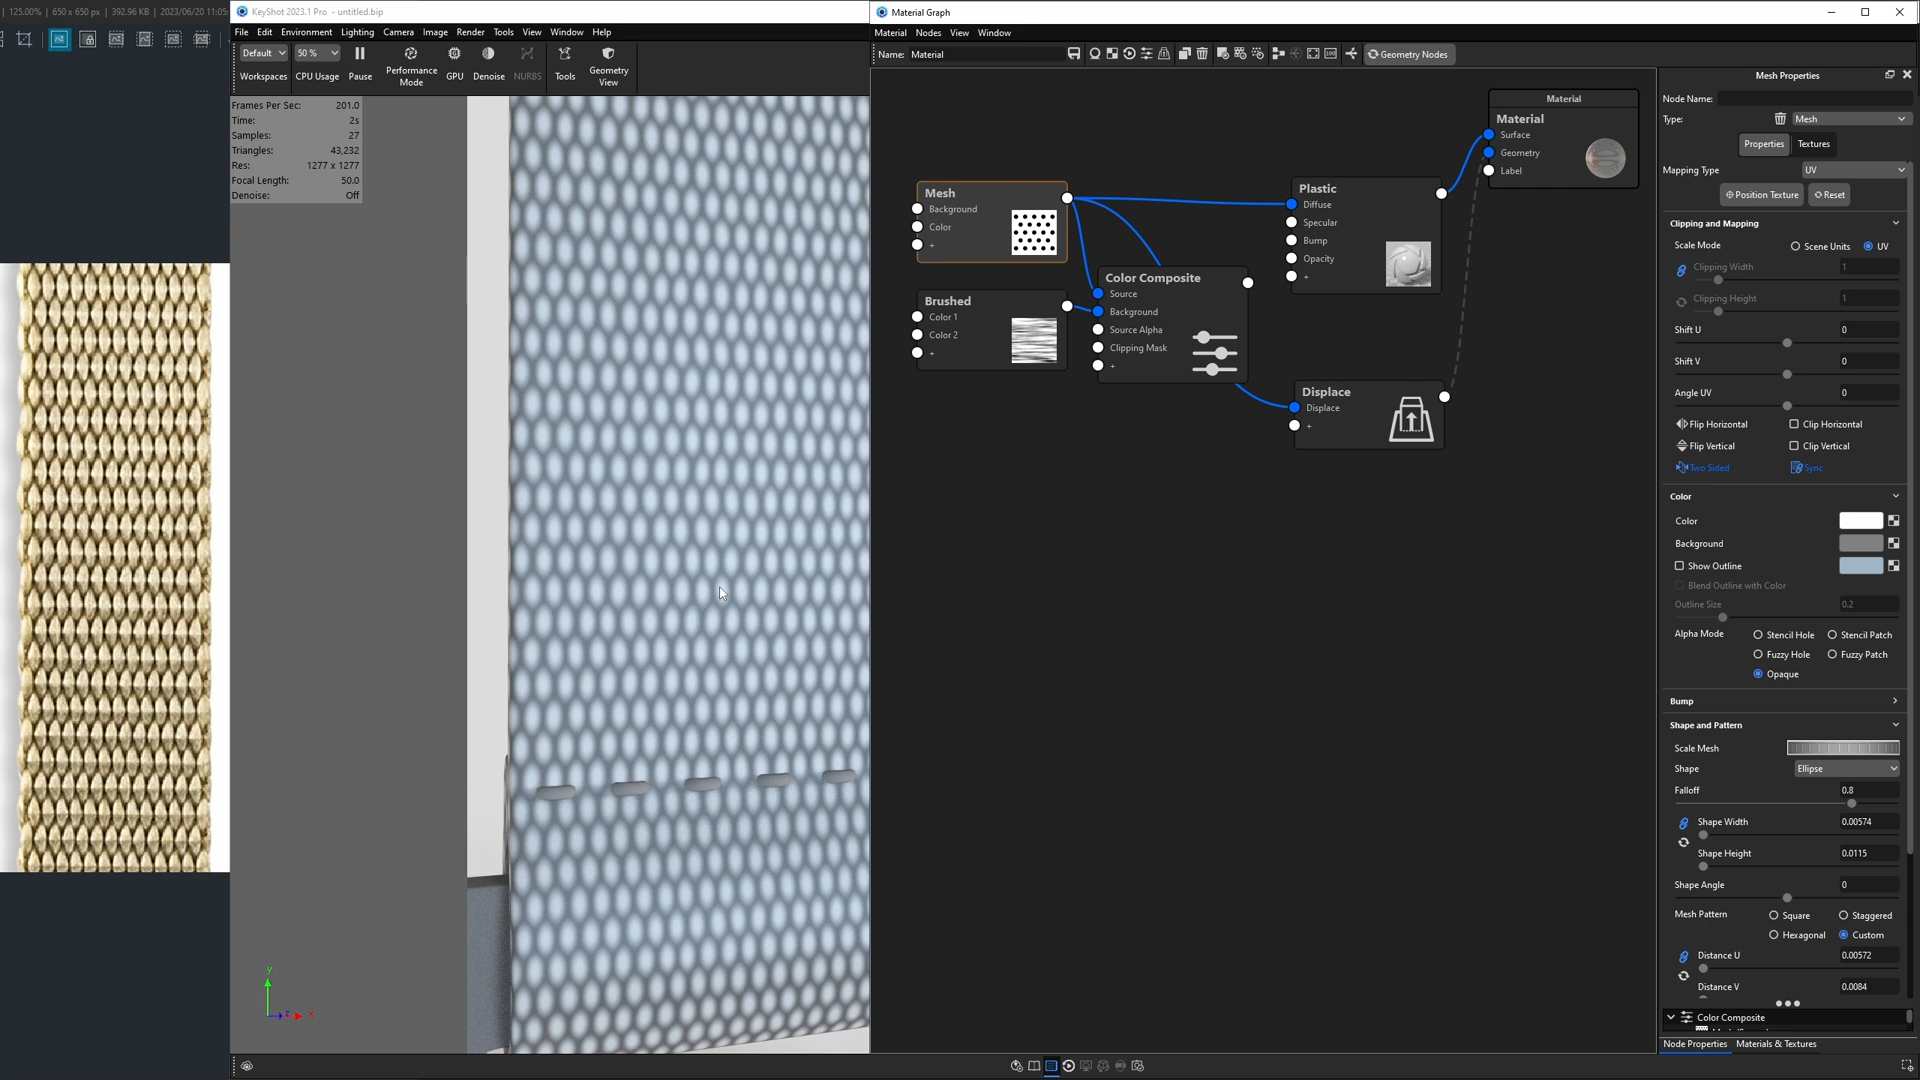 125.00% | 650 x 650 px | 392.96 KB | 2023/06/20 11:05:
KeyShot 2023.1 Pro - untitled.bip
Material Graph
File Edit Environment Lighting Camera Image Render Tools View Window Help
Material Nodes View Window
Default 50 %
Name: Material
Geometry Nodes
Workspaces CPU Usage Pause Performance Mode GPU Denoise NURBS Tools Geometry View
Mesh Properties
Frames Per Sec: 201.0
Time: 2s
Samples: 27
Triangles: 43,232
Res: 1277 x 1277
Focal Length: 50.0
Denoise: Off
Material
Material
Surface
Geometry
Label
Mesh
Background
Color
+
Plastic
Diffuse
Specular
Bump
Opacity
+
Color Composite
Source
Background
Source Alpha
Clipping Mask
+
Brushed
Color 1
Color 2
+
Displace
Displace
+
Node Name:
Type: Mesh
Properties Textures
Mapping Type UV
Position Texture Reset
Clipping and Mapping
Scale Mode Scene Units UV
Clipping Width 1
Clipping Height 1
Shift U 0
Shift V 0
Angle UV 0
Flip Horizontal Clip Horizontal
Flip Vertical Clip Vertical
Two Sided Sync
Color
Color
Background
Show Outline
Blend Outline with Color
Outline Size 0.2
Alpha Mode Stencil Hole Stencil Patch
Fuzzy Hole Fuzzy Patch
Opaque
Bump
Shape and Pattern
Scale Mesh
Shape Ellipse
Falloff 0.8
Shape Width 0.00574
Shape Height 0.0115
Shape Angle 0
Mesh Pattern Square Staggered
Hexagonal Custom
Distance U 0.00572
Distance V 0.0084
Color Composite
Node Properties Materials & Textures
y
z x